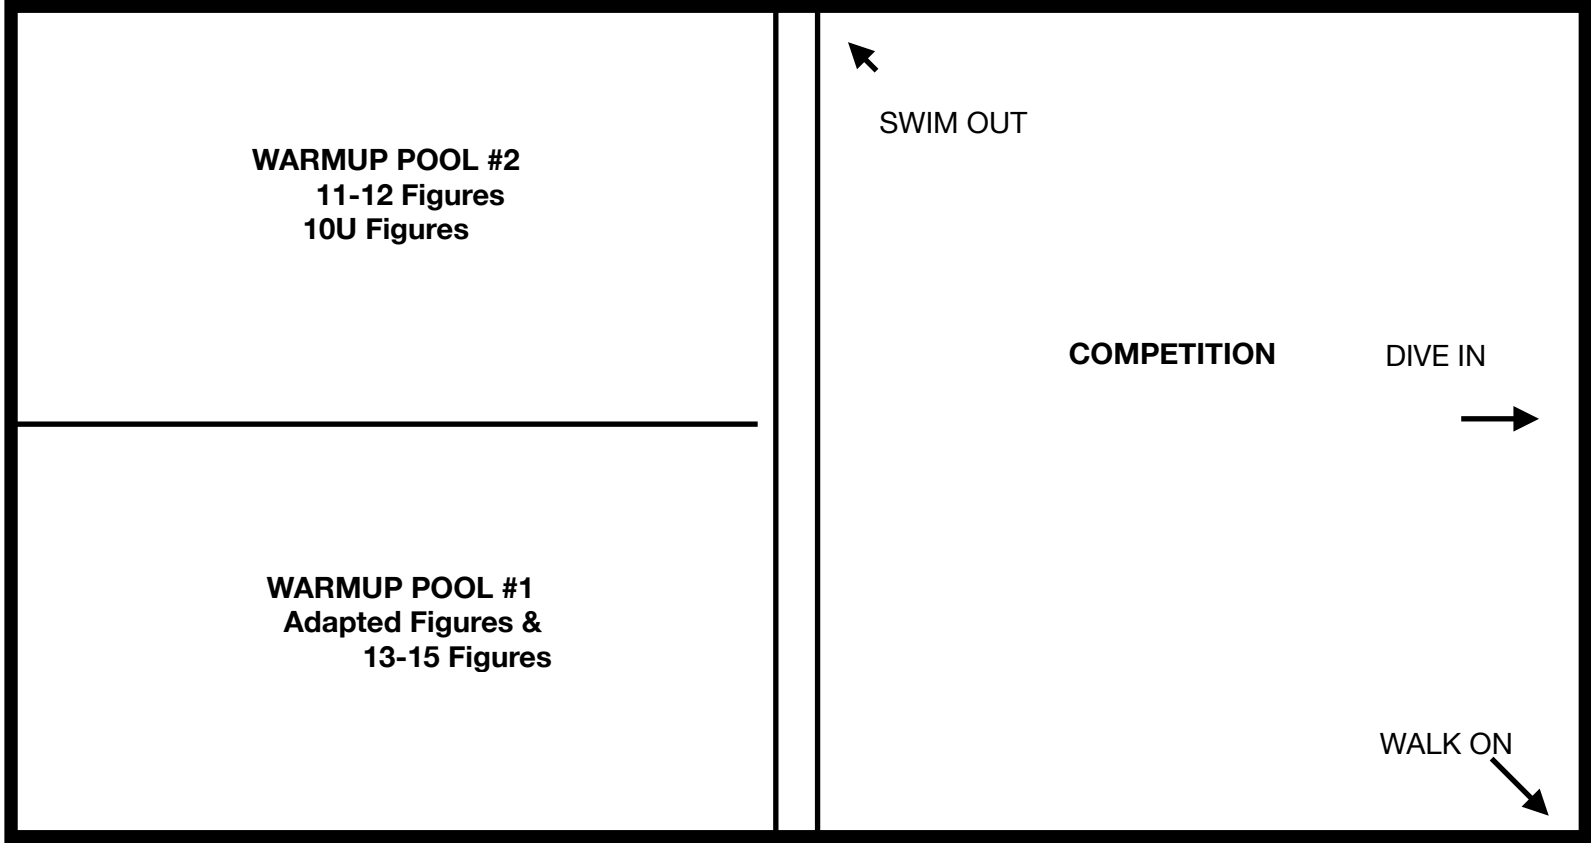 WARMUP POOL #2
11-12 Figures
10U Figures
WARMUP POOL #1
Adapted Figures &
13-15 Figures
SWIM OUT
COMPETITION
DIVE IN
WALK ON